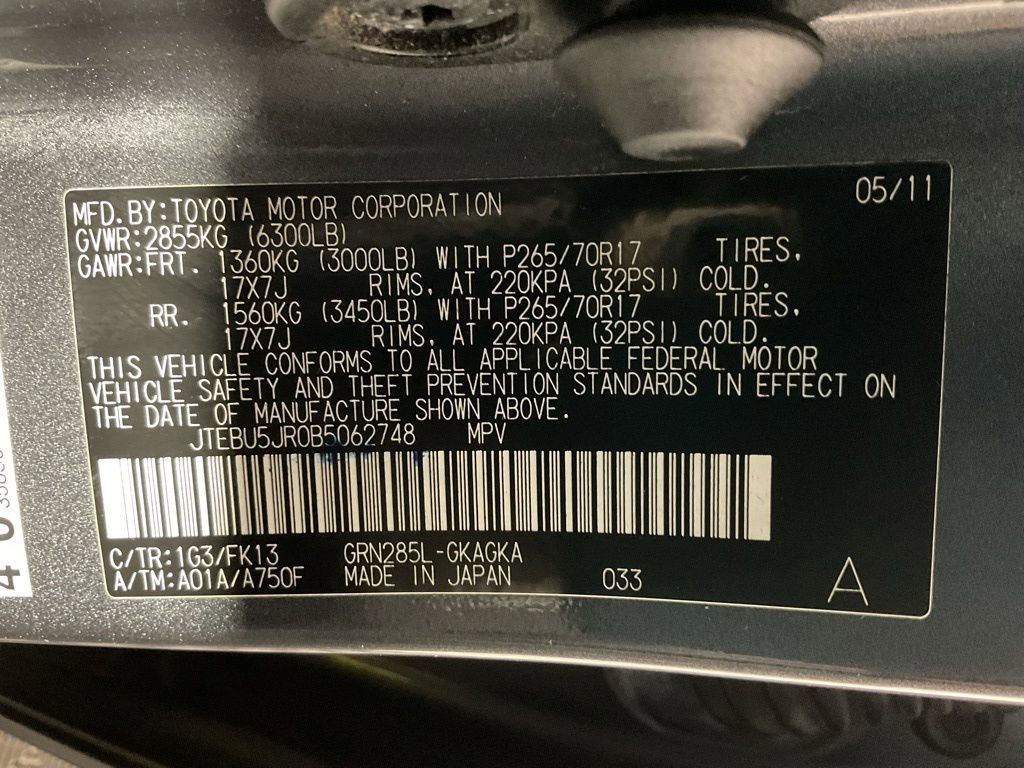 05/11
MFD.BY:TOYOTA MOTOR CORPORATION
GVWR:2855KG (6300LB)
GAWR:FRT. 1360KG (3000LB) WITH P265/70R17 TIRES,
17X7J RIMS, AT 220KPA (32PSI) COLD.
RR. 1560KG (3450LB) WITH P265/70R17 TIRES,
17X7J RIMS, AT 220KPA (32PSI) COLD.
THIS VEHICLE CONFORMS TO ALL APPLICABLE FEDERAL MOTOR
VEHICLE SAFETY AND THEFT PREVENTION STANDARDS IN EFFECT ON
THE DATE OF MANUFACTURE SHOWN ABOVE.
JTEBU5JR0B5062748 MPV
C/TR:1G3/FK13 GRN285L-GKAGKA
A/TM:A01A/A750F MADE IN JAPAN 033 A